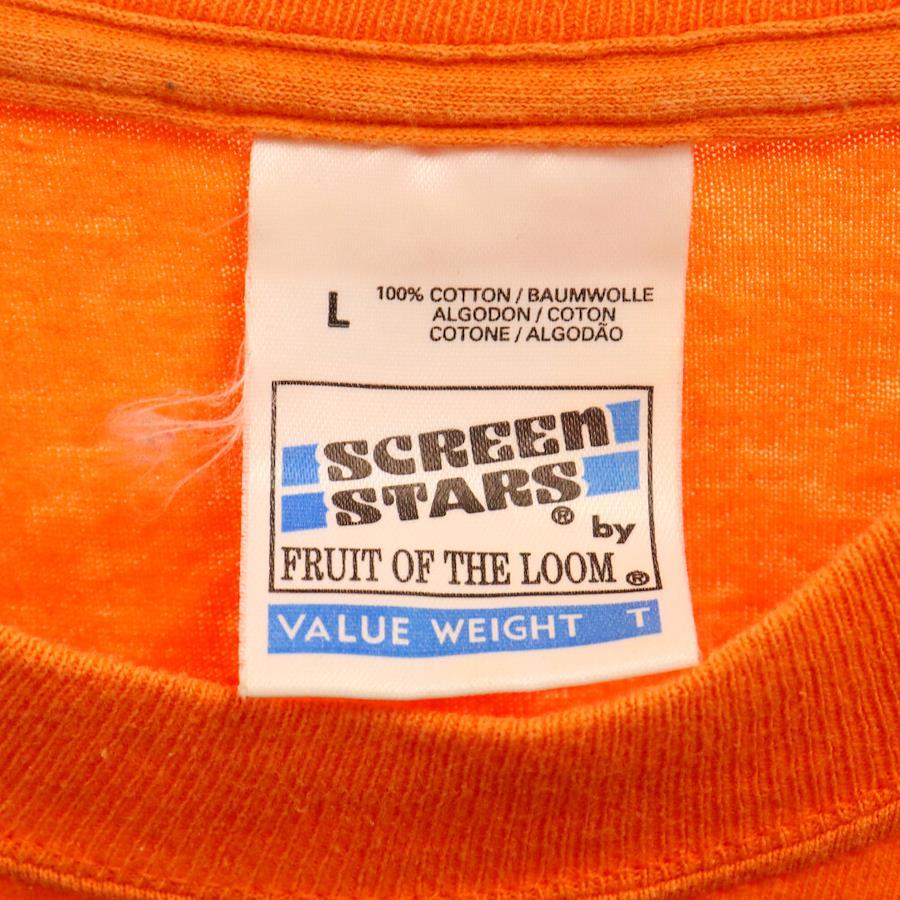 L
100% COTTON / BAUMWOLLE
ALGODON / COTON
COTONE / ALGODÃO
SCREEN
STARS ®
by
FRUIT OF THE LOOM ®
VALUE WEIGHT T